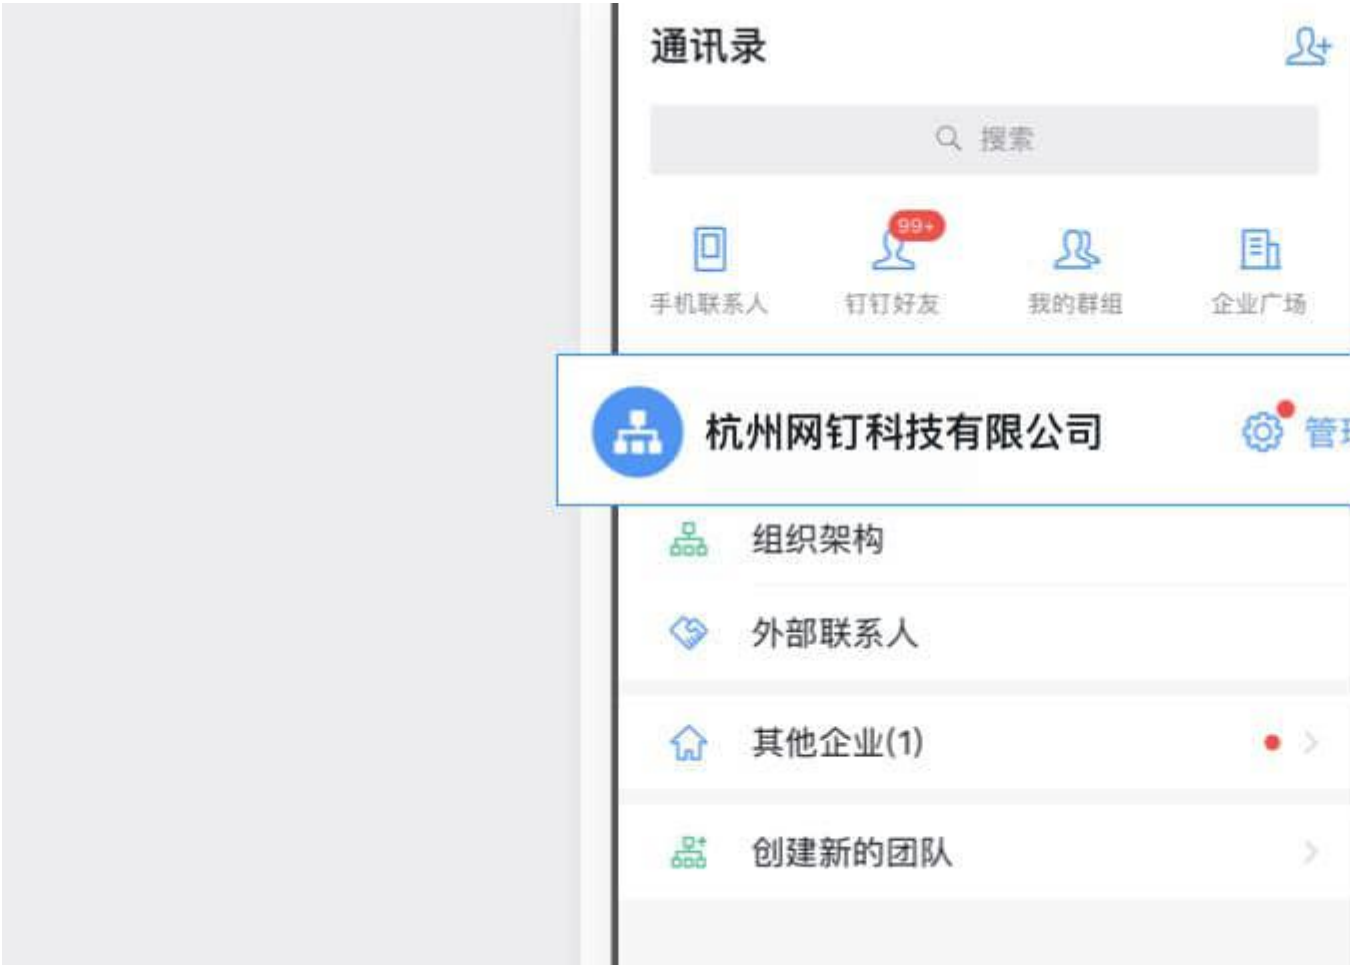 通讯录
搜索
99+
手机联系人 钉钉好友 我的群组 企业广场
杭州网钉科技有限公司 管
组织架构
外部联系人
其他企业(1)
创建新的团队